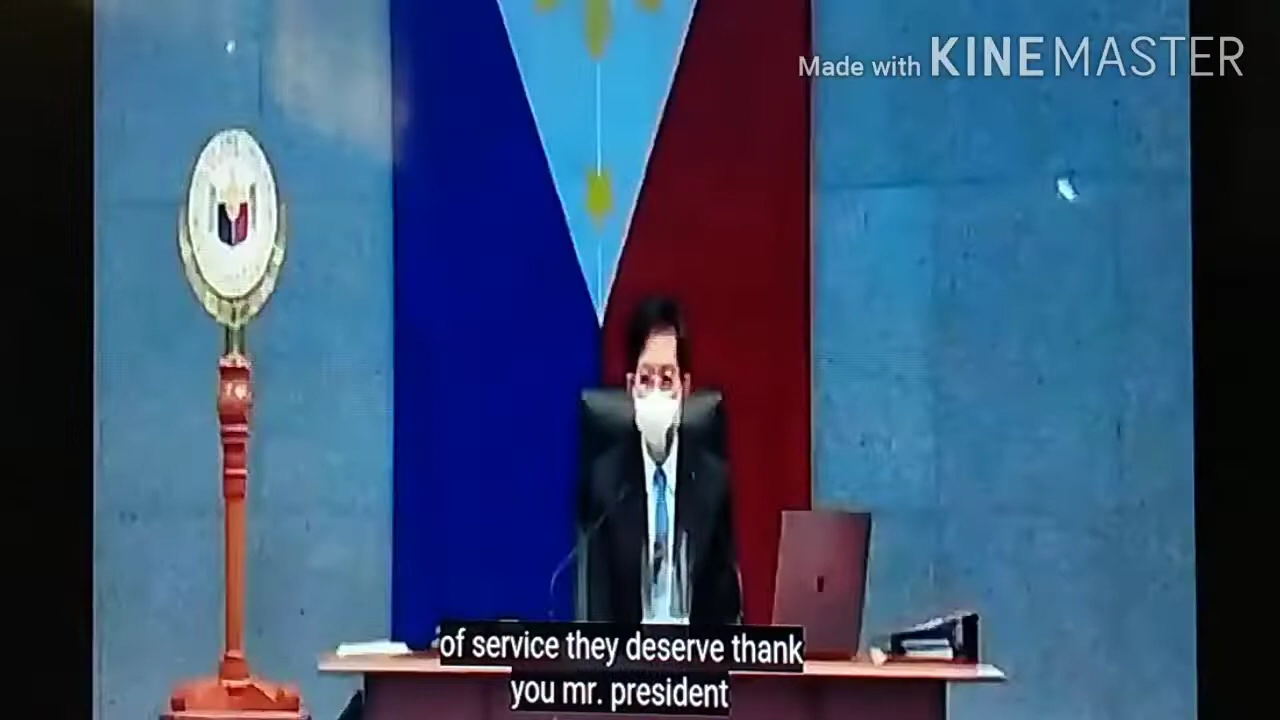 Made with KINEMASTER
of service they deserve thank
you mr. president